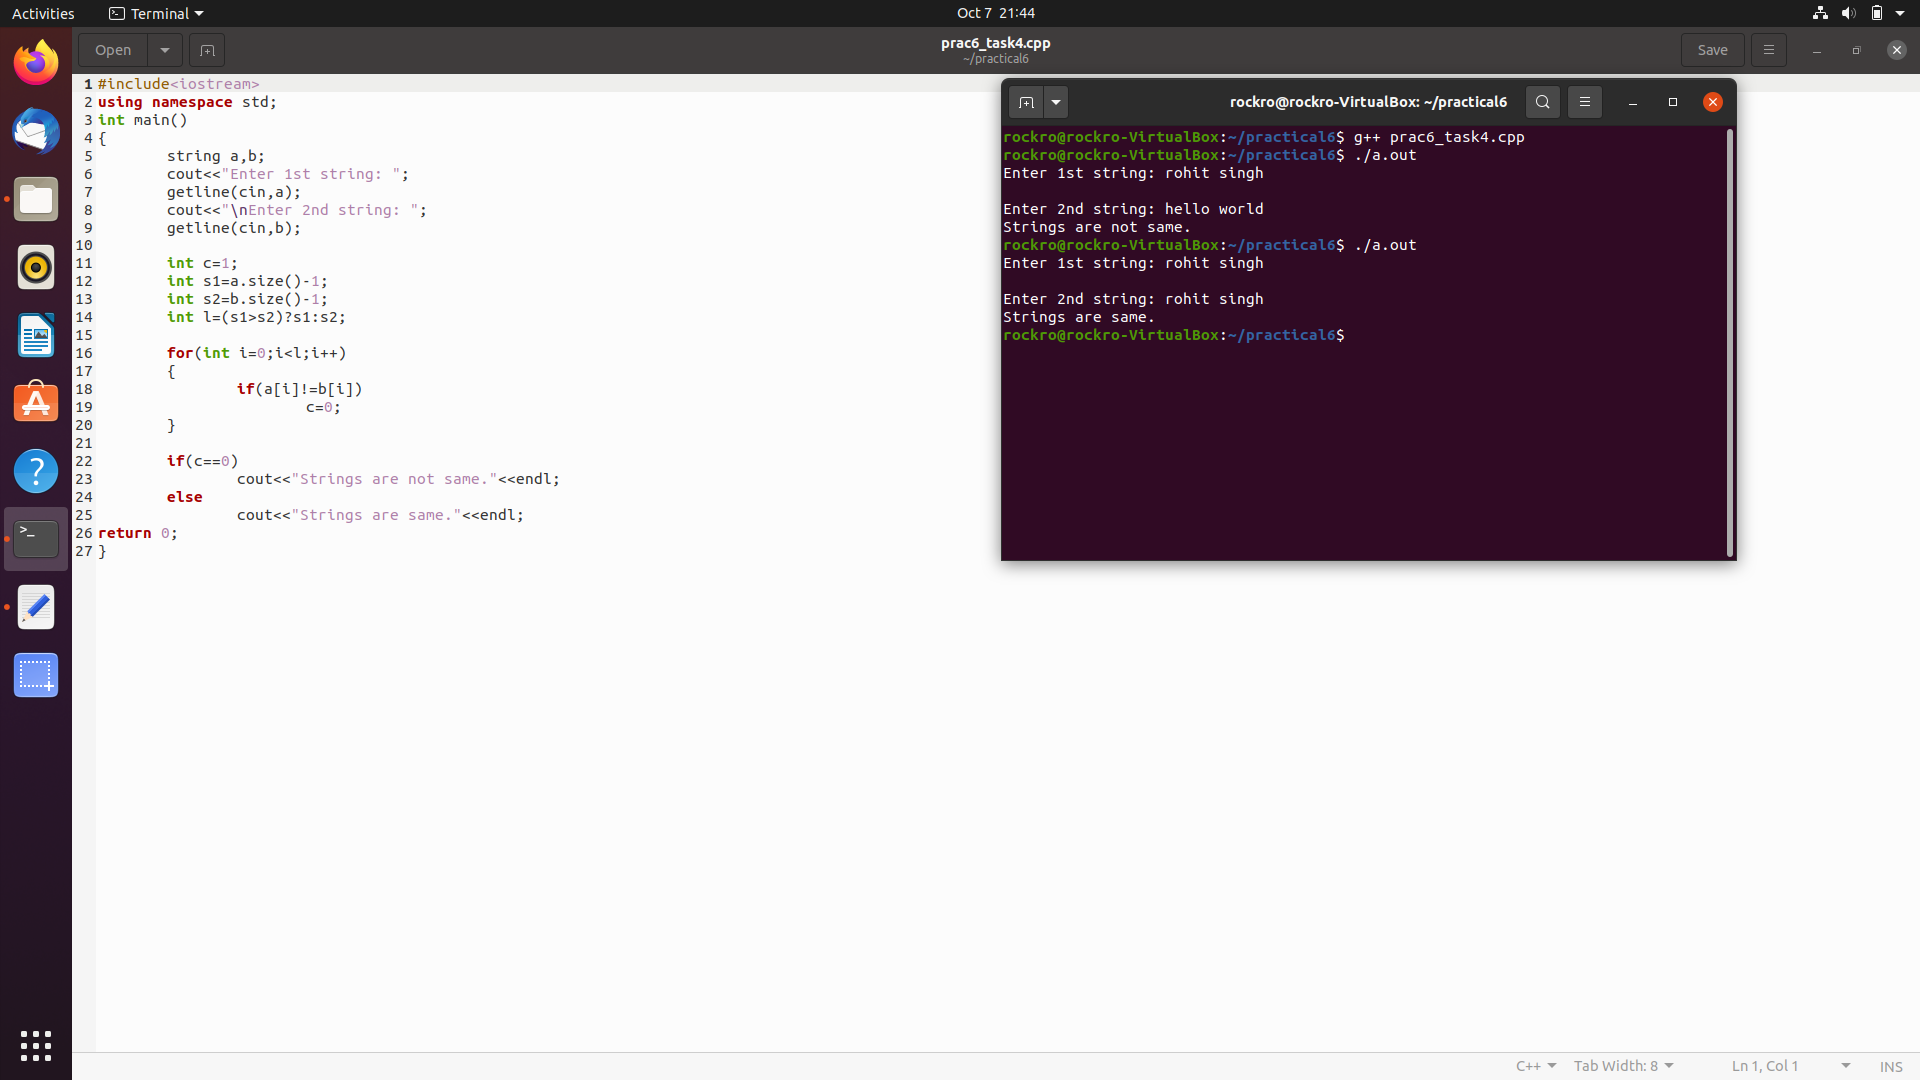 Activities
Terminal
Oct 7 21:44
Open
prac6_task4.cpp
~/practical6
Save
1 #include<iostream>
2 using namespace std;
3 int main()
4 {
5 string a,b;
6 cout<<"Enter 1st string: ";
7 getline(cin,a);
8 cout<<"\nEnter 2nd string: ";
9 getline(cin,b);
10
11 int c=1;
12 int s1=a.size()-1;
13 int s2=b.size()-1;
14 int l=(s1>s2)?s1:s2;
15
16 for(int i=0;i<l;i++)
17 {
18 if(a[i]!=b[i])
19 c=0;
20 }
21
22 if(c==0)
23 cout<<"Strings are not same."<<endl;
24 else
25 cout<<"Strings are same."<<endl;
26 return 0;
27 }
rockro@rockro-VirtualBox: ~/practical6
rockro@rockro-VirtualBox:~/practical6$ g++ prac6_task4.cpp
rockro@rockro-VirtualBox:~/practical6$ ./a.out
Enter 1st string: rohit singh
Enter 2nd string: hello world
Strings are not same.
rockro@rockro-VirtualBox:~/practical6$ ./a.out
Enter 1st string: rohit singh
Enter 2nd string: rohit singh
Strings are same.
rockro@rockro-VirtualBox:~/practical6$
C++
Tab Width: 8
Ln 1, Col 1
INS